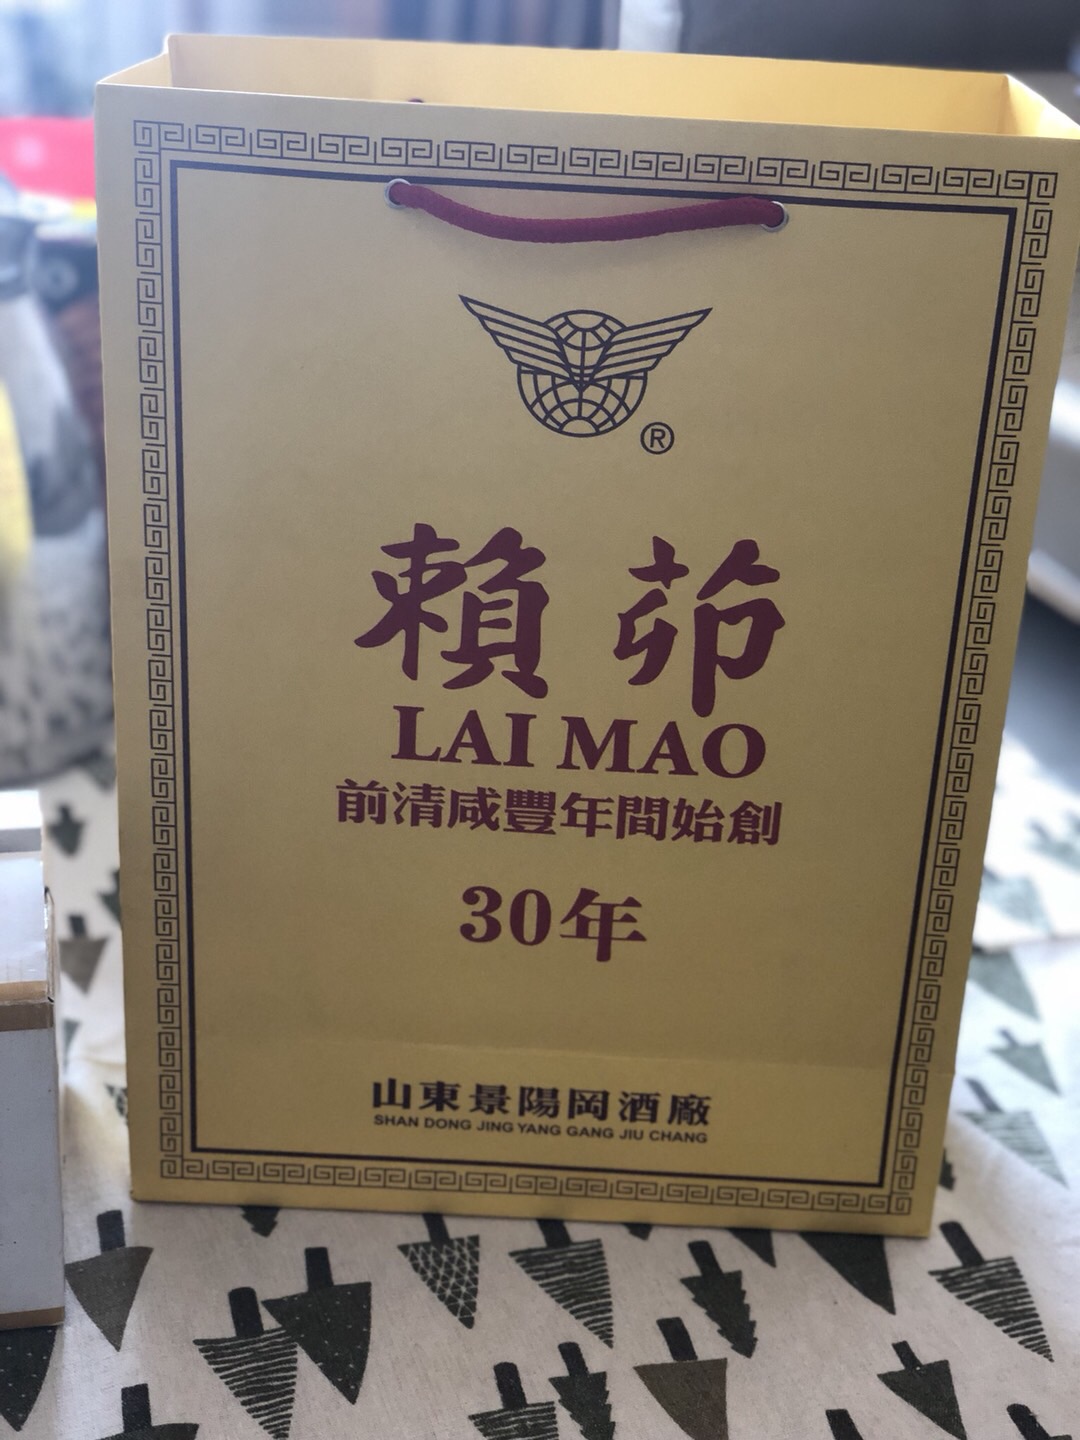 ®
賴茆
LAI MAO
前清咸豐年間始創
30年
山東景陽岡酒廠
SHAN DONG JING YANG GANG JIU CHANG